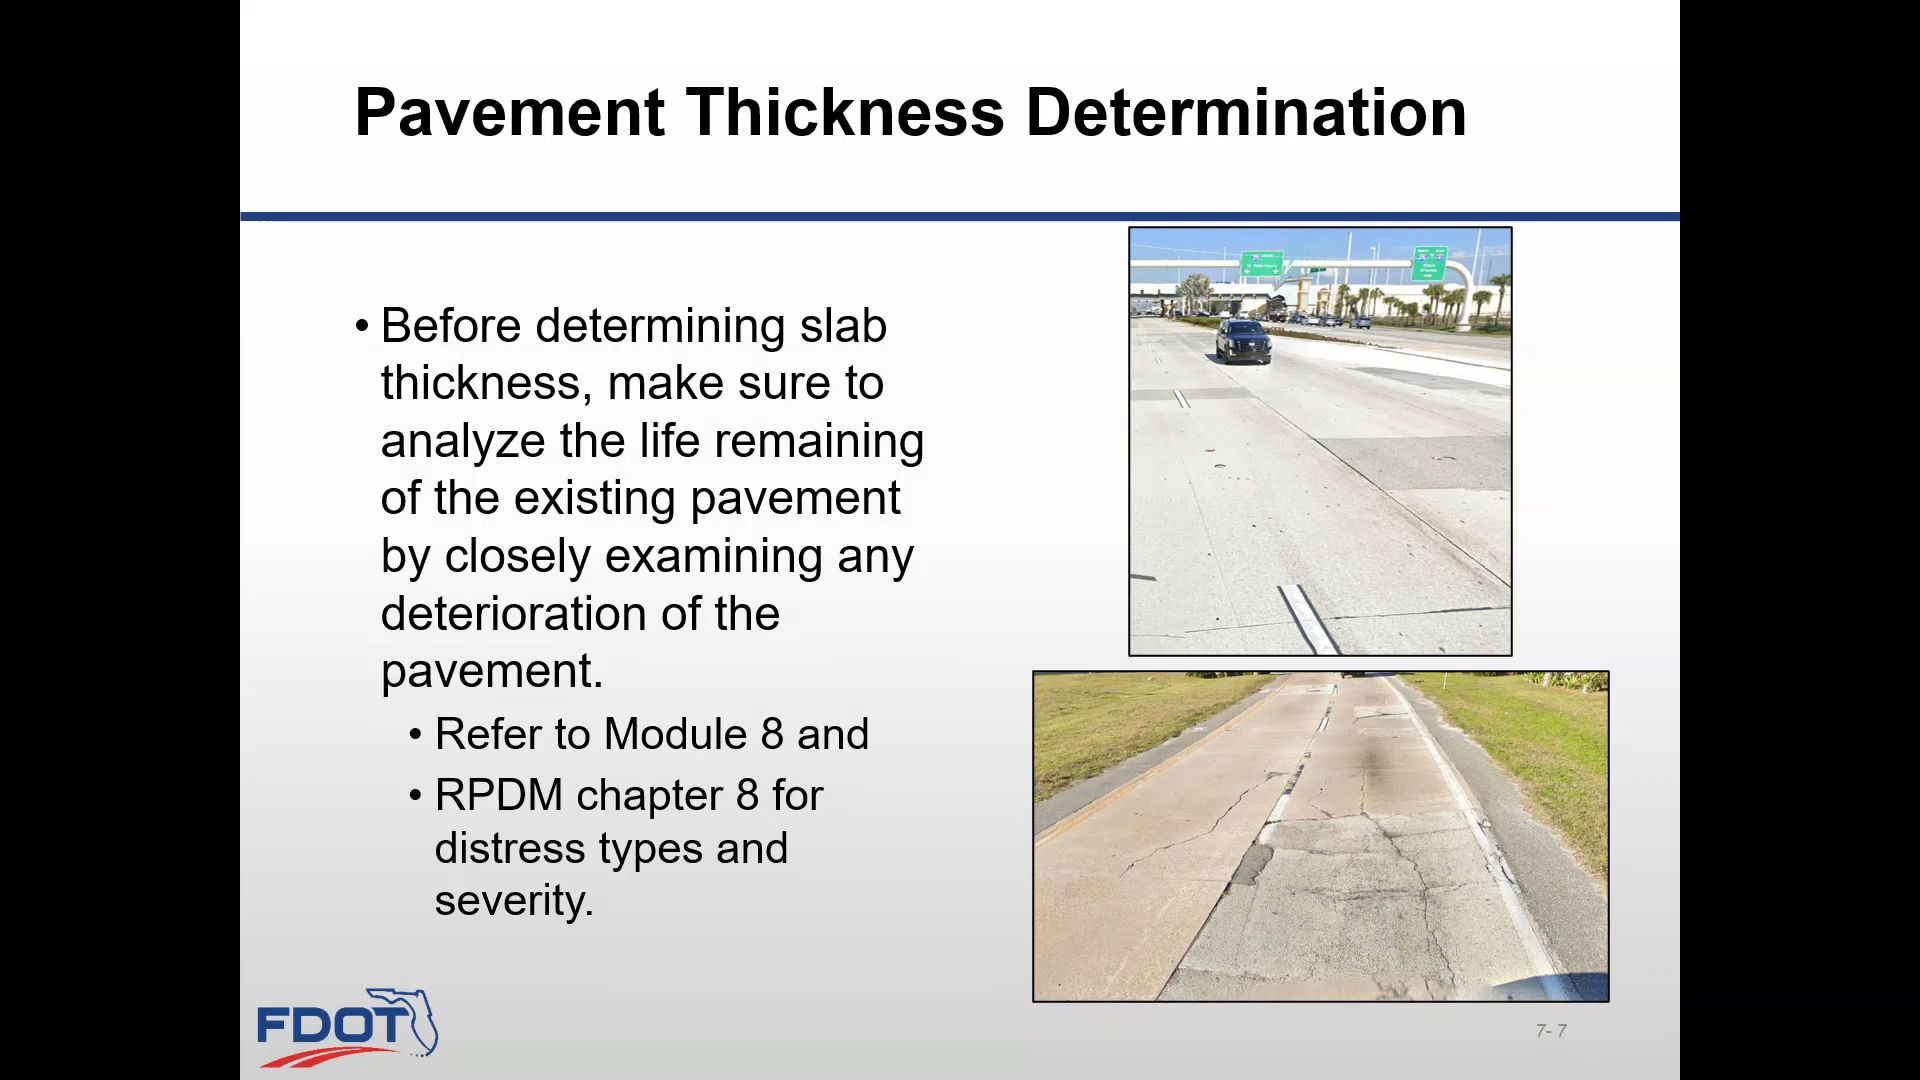 Pavement Thickness Determination
• Before determining slab
thickness, make sure to
analyze the life remaining
of the existing pavement
by closely examining any
deterioration of the
pavement.
• Refer to Module 8 and
• RPDM chapter 8 for
distress types and
severity.
FDOT
7- 7